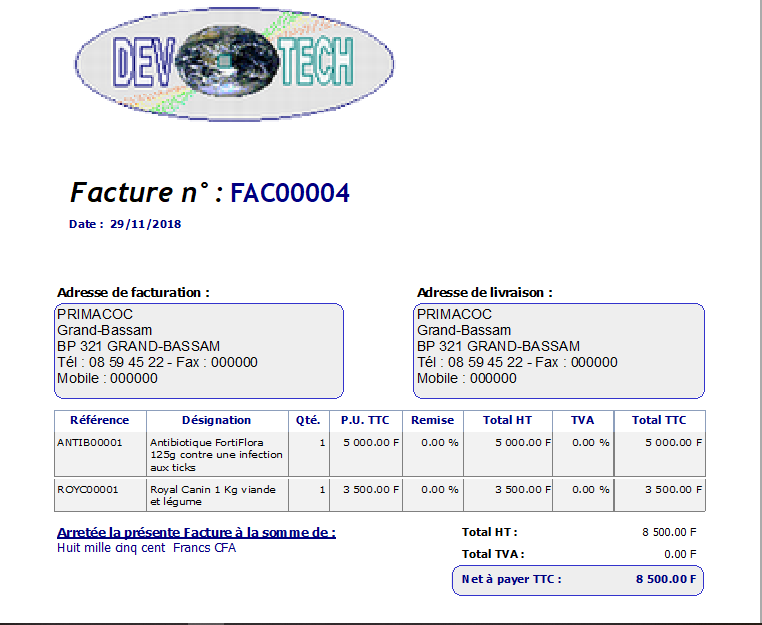 DEV TECH
Facture n° : FAC00004
Date : 29/11/2018
Adresse de facturation :
PRIMACOC
Grand-Bassam
BP 321 GRAND-BASSAM
Tél : 08 59 45 22 - Fax : 000000
Mobile : 000000
Adresse de livraison :
PRIMACOC
Grand-Bassam
BP 321 GRAND-BASSAM
Tél : 08 59 45 22 - Fax : 000000
Mobile : 000000
Référence Désignation Qté. P.U. TTC Remise Total HT TVA Total TTC
ANTIB00001 Antibiotique FortiFlora 1 5 000.00 F 0.00 % 5 000.00 F 0.00 % 5 000.00 F
125g contre une infection
aux ticks
ROYC00001 Royal Canin 1 Kg viande 1 3 500.00 F 0.00 % 3 500.00 F 0.00 % 3 500.00 F
et légume
Arretée la présente Facture à la somme de :
Huit mille cinq cent Francs CFA
Total HT : 8 500.00 F
Total TVA : 0.00 F
Net à payer TTC : 8 500.00 F